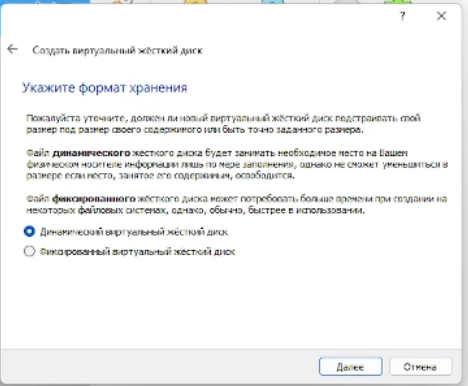 ?
Создать виртуальный жёсткий диск
Укажите формат хранения
Пожалуйста уточните, должен ли новый виртуальный жёсткий диск подстраивать свой
размер под размер своего содержимого или быть точно заданного размера.
Файл динамического жёсткого диска будет занимать необходимое место на Вашем
физическом носителе информации лишь по мере заполнения, однако не сможет уменьшиться в
размере если место, занятое его содержимым, освободится.
Файл фиксированного жёсткого диска может потребовать больше времени при создании на
некоторых файловых системах, однако, обычно, быстрее в использовании.
Динамический виртуальный жёсткий диск
Фиксированный виртуальный жёсткий диск
Далее
Отмена